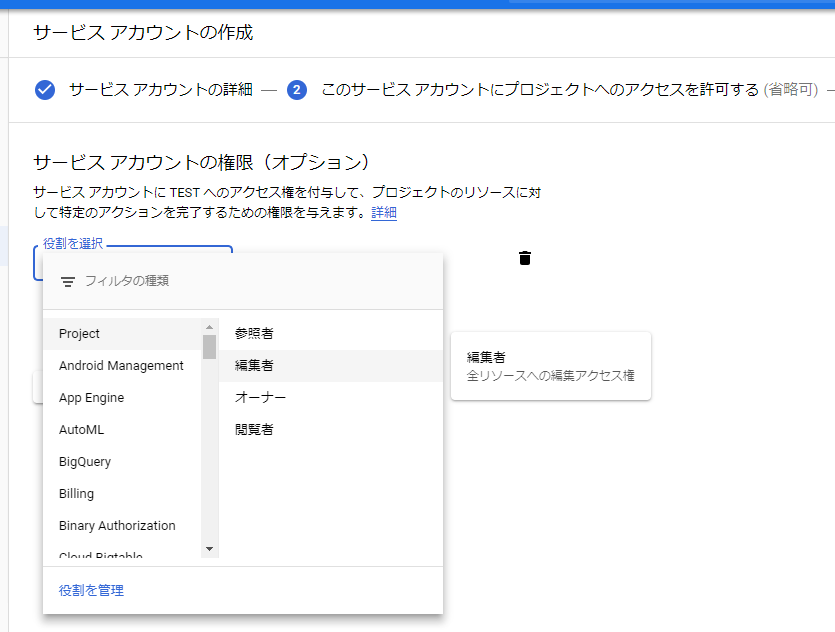 サービス アカウントの作成
サービス アカウントの詳細
2 このサービス アカウントにプロジェクトへのアクセスを許可する (省略可)
サービス アカウントの権限（オプション）
サービス アカウントに TEST へのアクセス権を付与して、プロジェクトのリソースに対
して特定のアクションを完了するための権限を与えます。詳細
役割を選択
フィルタの種類
Project
Android Management
App Engine
AutoML
BigQuery
Billing
Binary Authorization
Cloud Bigtable
参照者
編集者
オーナー
閲覧者
編集者
全リソースへの編集アクセス権
役割を管理